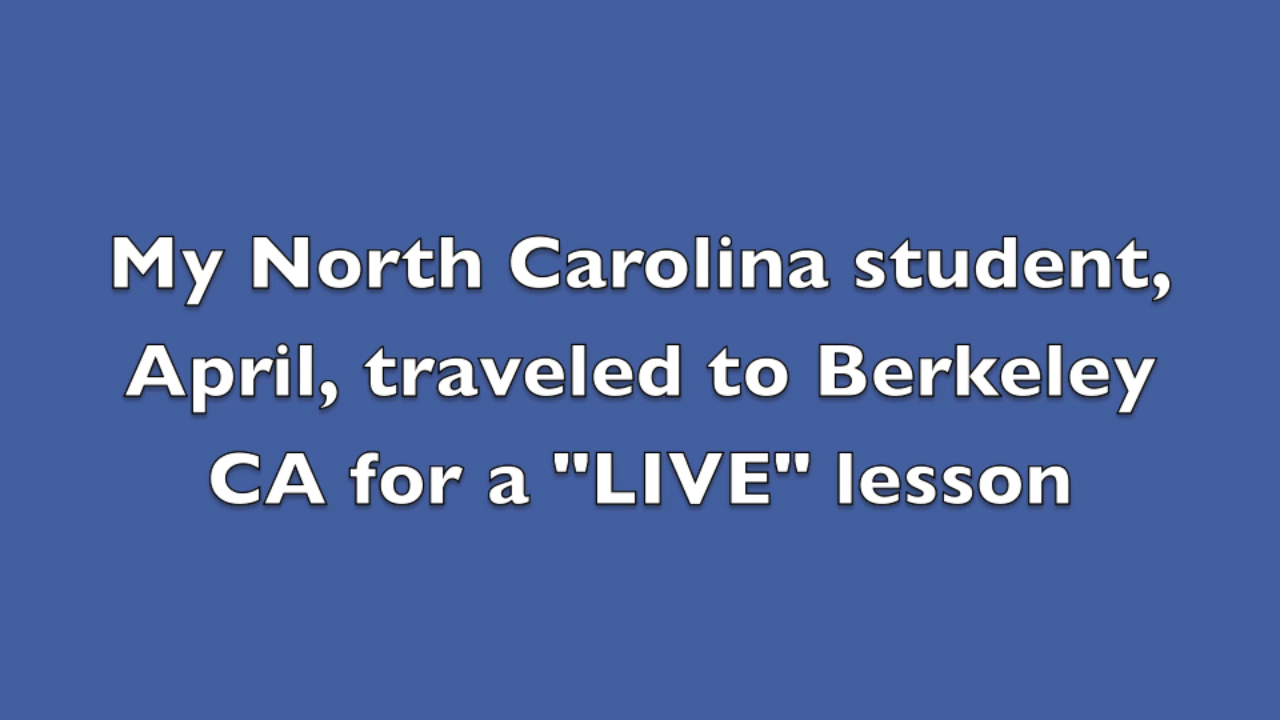 My North Carolina student,
April, traveled to Berkeley
CA for a "LIVE" lesson